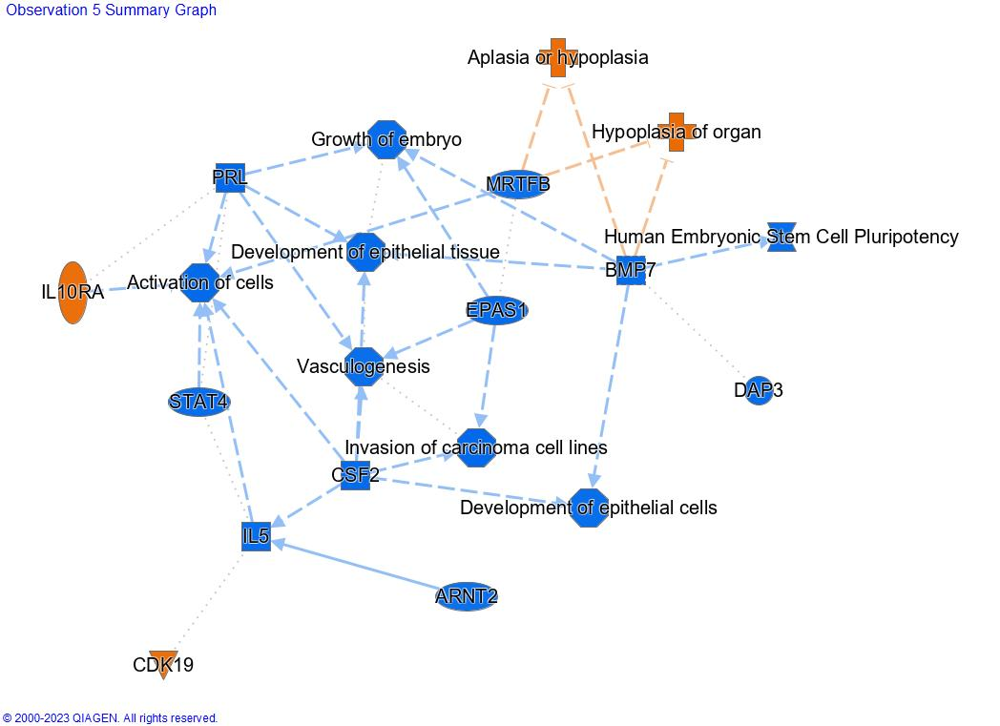 Observation 5 Summary Graph
Aplasia or hypoplasia
Hypoplasia of organ
Growth of embryo
PRL
MRTFB
Human Embryonic Stem Cell Pluripotency
Development of epithelial tissue
BMP7
Activation of cells
IL10RA
EPAS1
Vasculogenesis
DAP3
STAT4
Invasion of carcinoma cell lines
CSF2
Development of epithelial cells
IL5
ARNT2
CDK19
© 2000-2023 QIAGEN. All rights reserved.